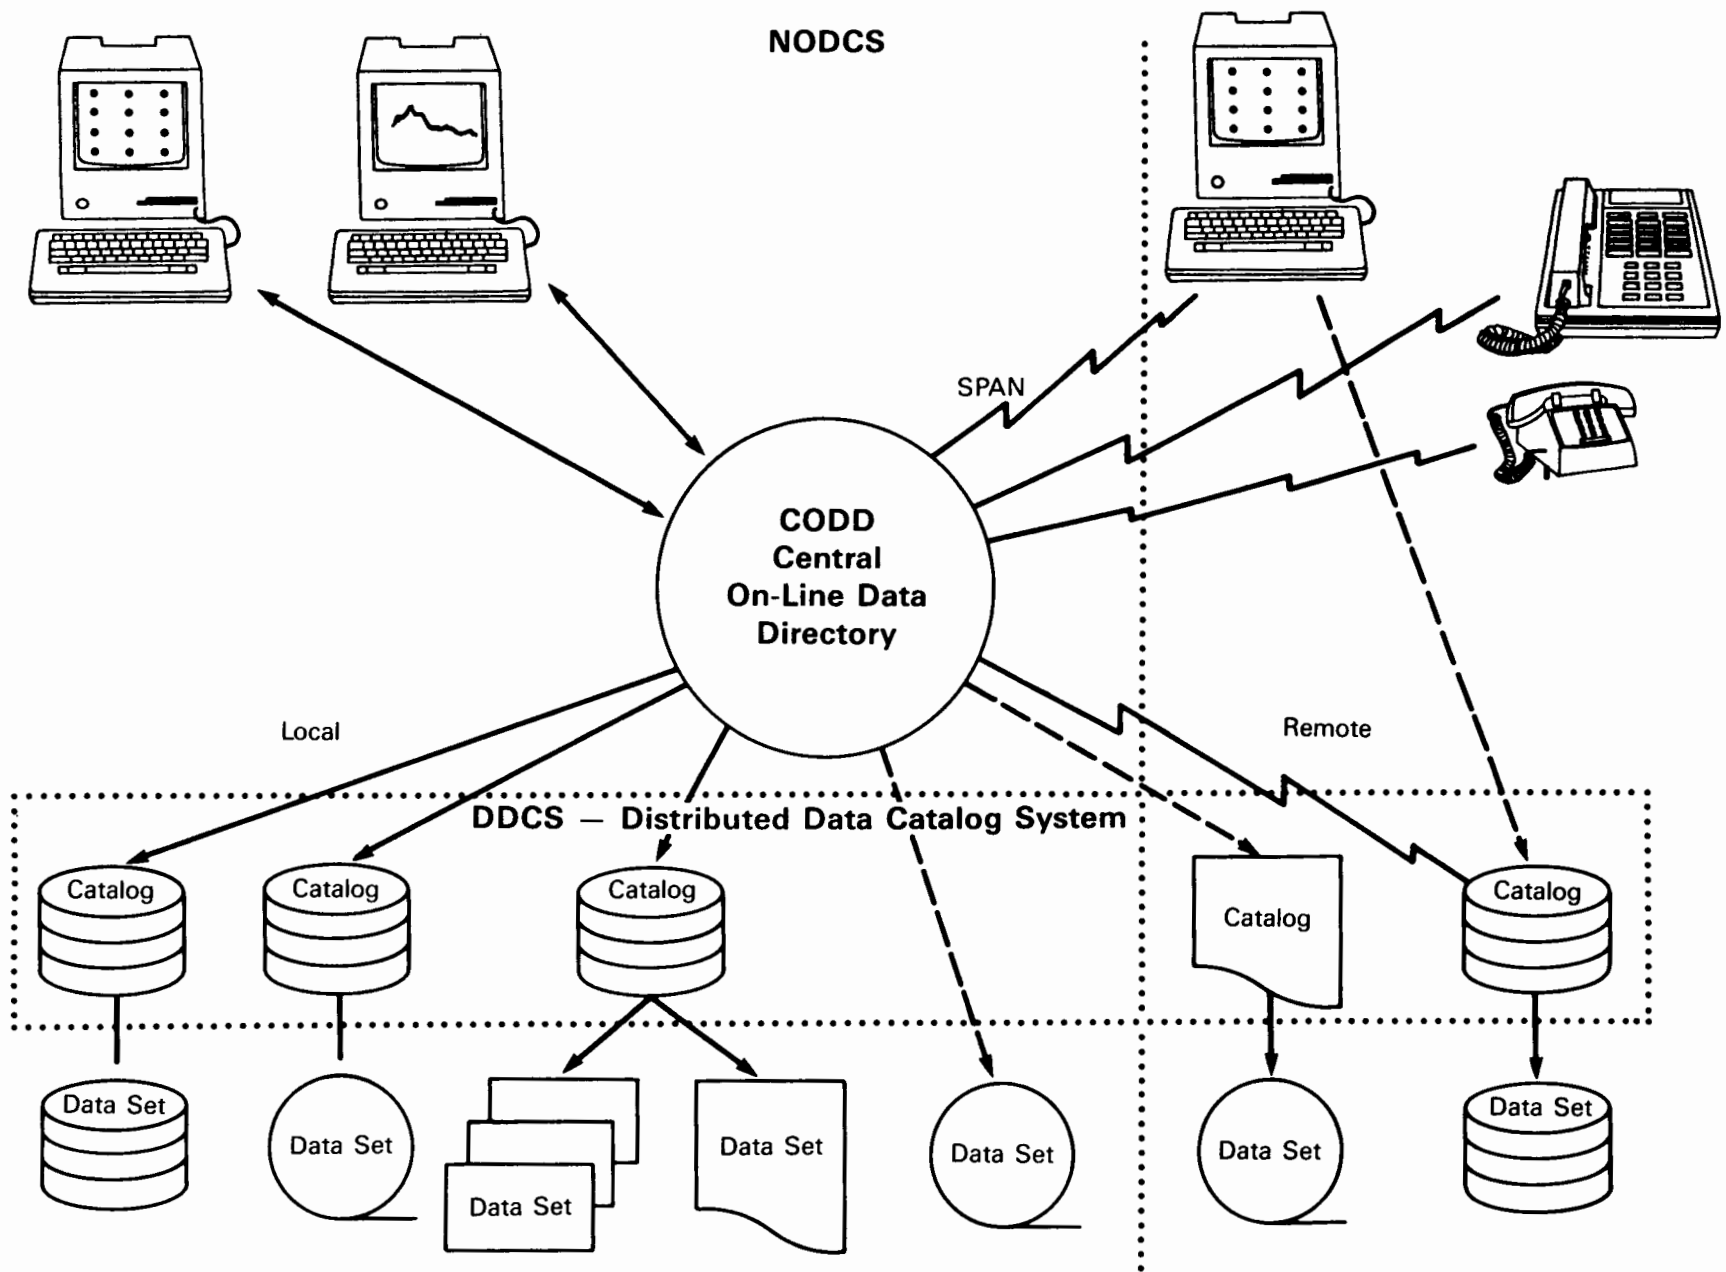 NODCS
SPAN
CODD
Central
On-Line Data
Directory
Local
Remote
DDCS — Distributed Data Catalog System
Catalog
Catalog
Catalog
Catalog
Catalog
Data Set
Data Set
Data Set
Data Set
Data Set
Data Set
Data Set